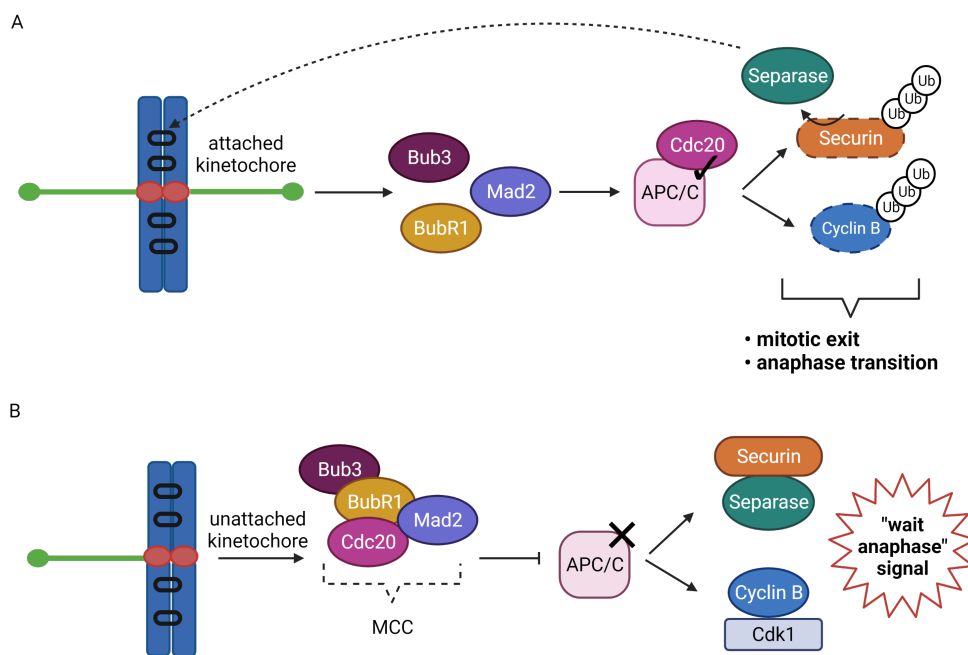 A
Separase
Ub
Ub
Ub
Securin
attached
kinetochore
Bub3
Mad2
BubR1
Cdc20
APC/C
Ub
Ub
Ub
Cyclin B
• mitotic exit
• anaphase transition
B
unattached
kinetochore
Bub3
BubR1
Mad2
Cdc20
MCC
APC/C
Securin
Separase
Cyclin B
Cdk1
"wait
anaphase"
signal